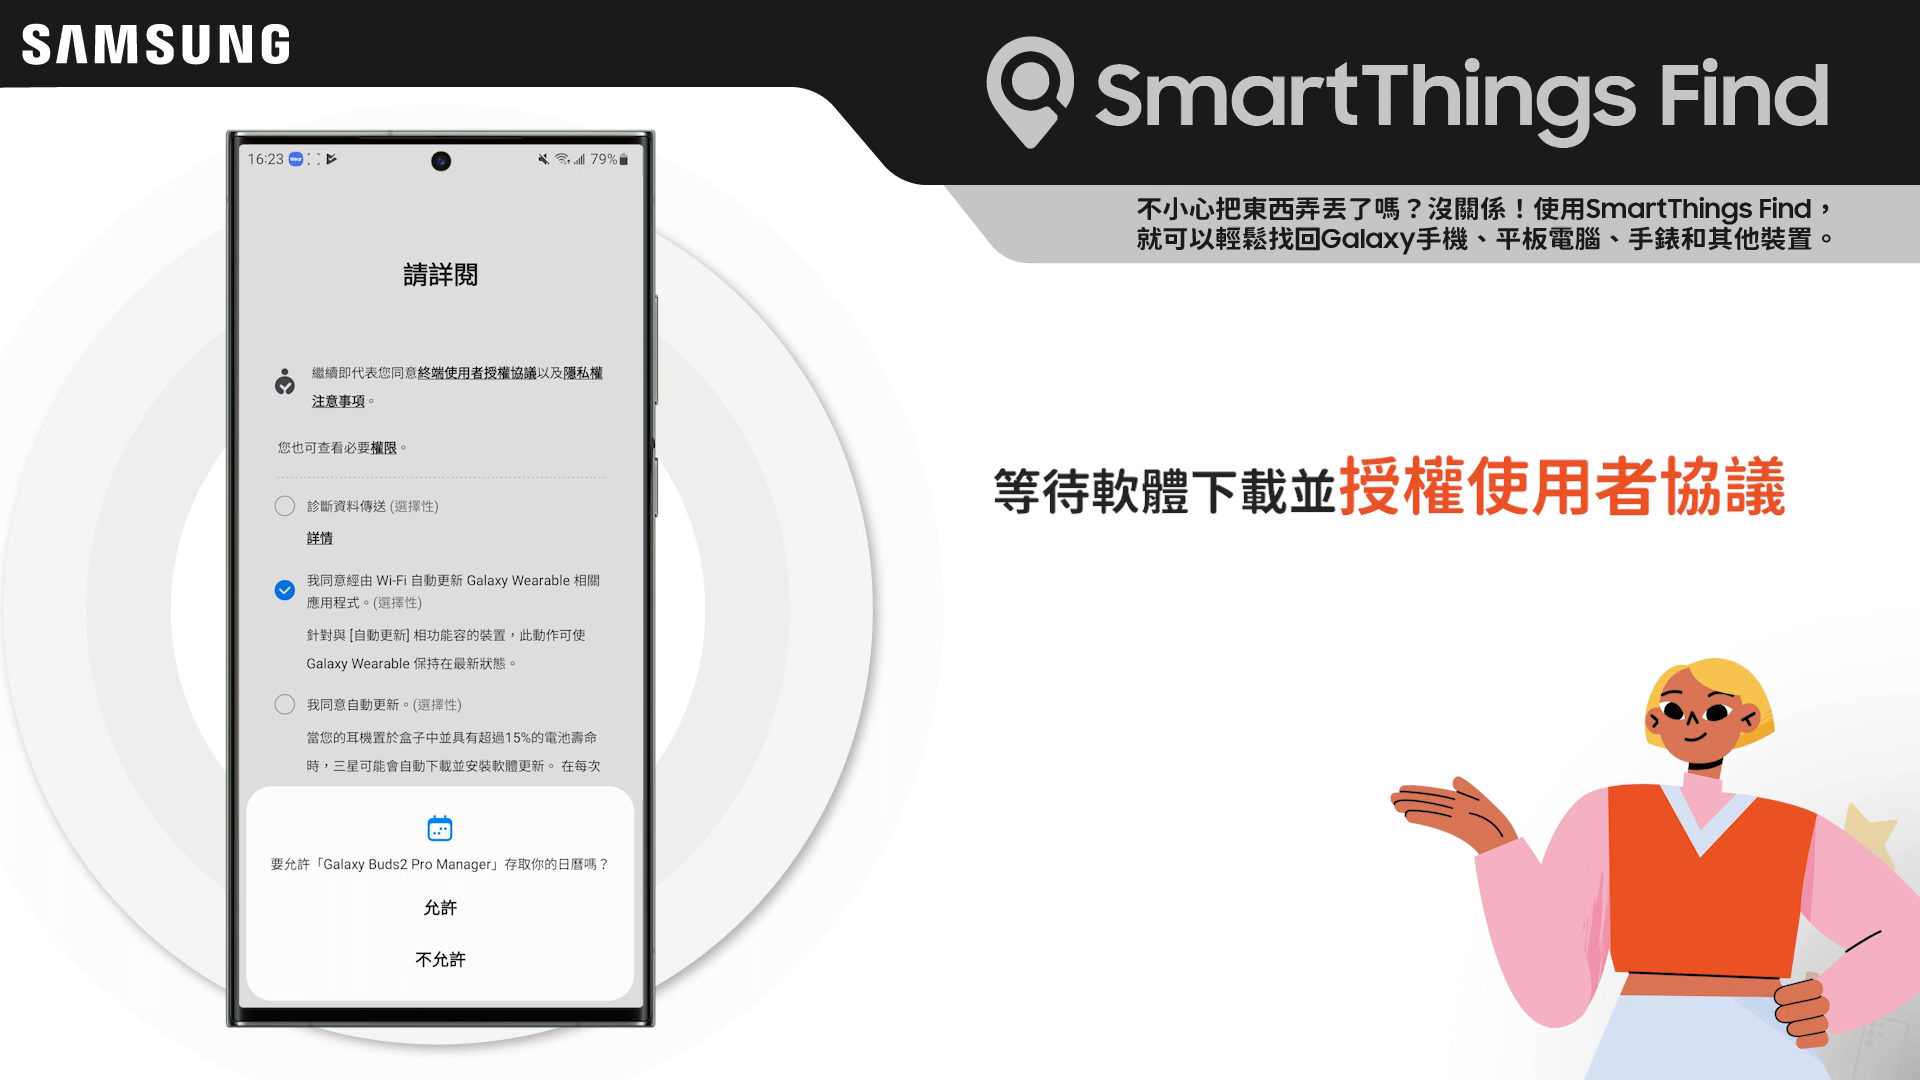 SAMSUNG
SmartThings Find
不小心把東西弄丟了嗎？沒關係！使用SmartThings Find，
就可以輕鬆找回Galaxy手機、平板電腦、手錶和其他裝置。
16:23
79%
請詳閱
繼續即代表您同意終端使用者授權協議以及隱私權
注意事項。
您也可查看必要權限。
診斷資料傳送 (選擇性)
詳情
我同意經由 Wi-Fi 自動更新 Galaxy Wearable 相關
應用程式。(選擇性)
針對與 [自動更新] 相功能容的裝置，此動作可使
Galaxy Wearable 保持在最新狀態。
我同意自動更新。(選擇性)
當您的耳機置於盒子中並具有超過15%的電池壽命
時，三星可能會自動下載並安裝軟體更新。 在每次
要允許「Galaxy Buds2 Pro Manager」存取你的日曆嗎？
允許
不允許
等待軟體下載並授權使用者協議